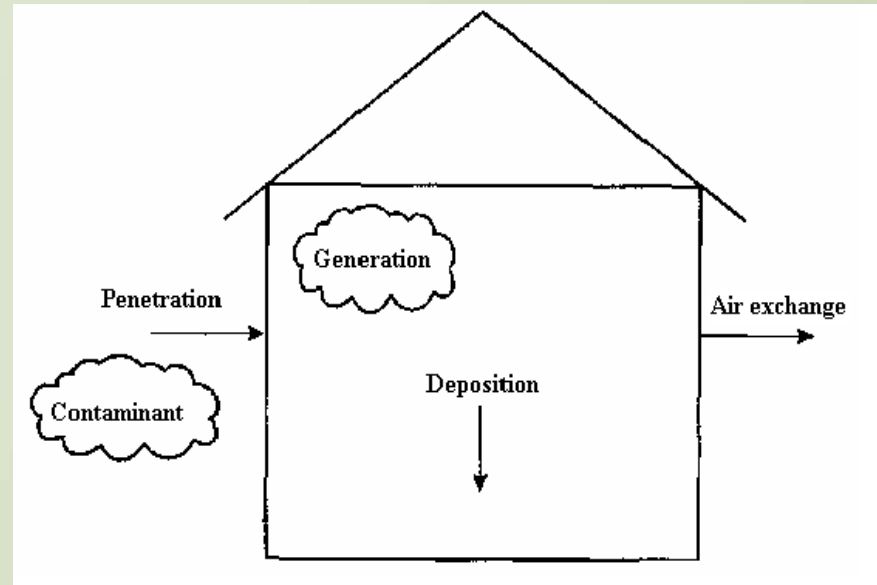 Generation
Penetration
Air exchange
Contaminant
Deposition